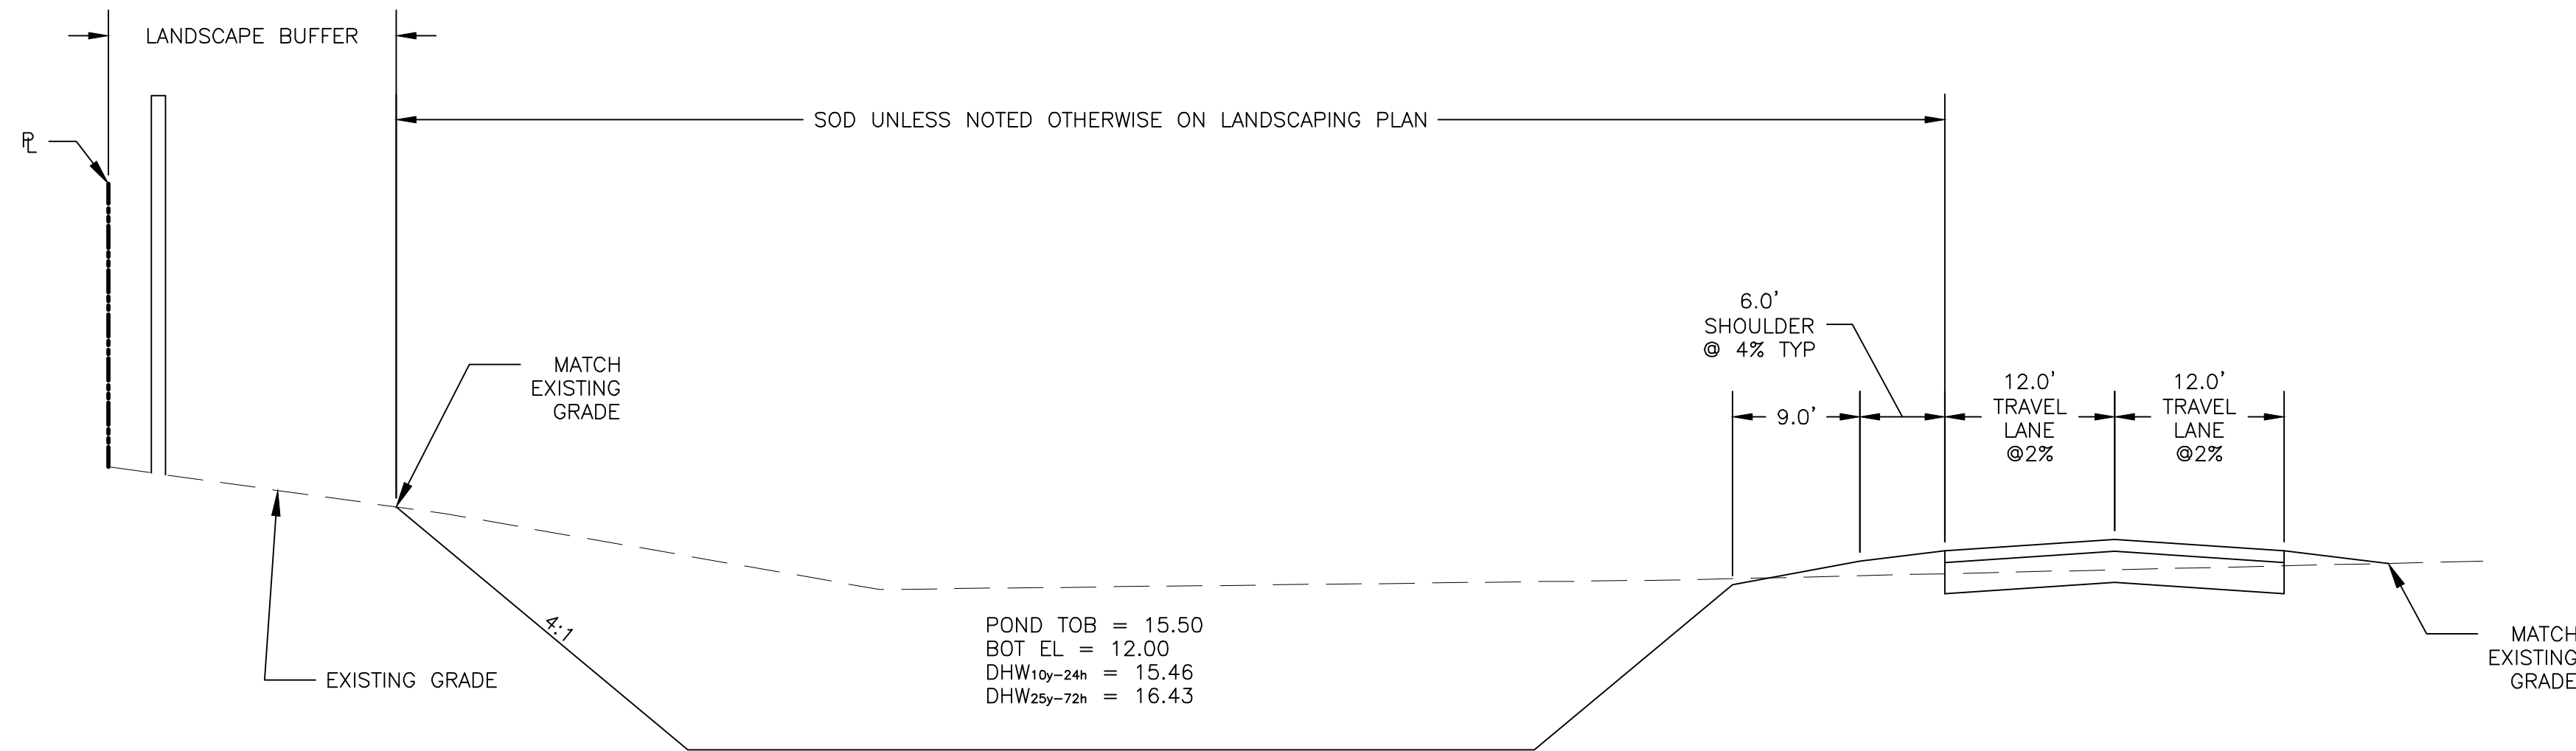 LANDSCAPE BUFFER
SOD UNLESS NOTED OTHERWISE ON LANDSCAPING PLAN
PL
6.0'
SHOULDER
@ 4% TYP
MATCH
EXISTING
GRADE
9.0'
12.0'
TRAVEL
LANE
@2%
12.0'
TRAVEL
LANE
@2%
4:1
POND TOB = 15.50
BOT EL = 12.00
DHW10y-24h = 15.46
DHW25y-72h = 16.43
EXISTING GRADE
MATCH
EXISTING
GRADE